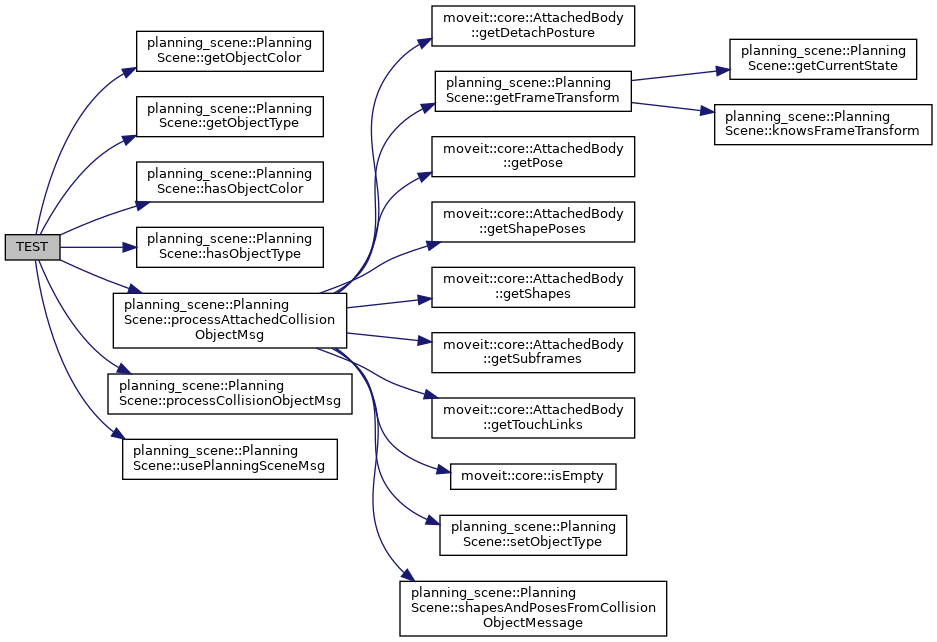 TEST
planning_scene::Planning
Scene::getObjectColor
planning_scene::Planning
Scene::getObjectType
planning_scene::Planning
Scene::hasObjectColor
planning_scene::Planning
Scene::hasObjectType
planning_scene::Planning
Scene::processAttachedCollision
ObjectMsg
planning_scene::Planning
Scene::processCollisionObjectMsg
planning_scene::Planning
Scene::usePlanningSceneMsg
moveit::core::AttachedBody
::getDetachPosture
planning_scene::Planning
Scene::getFrameTransform
moveit::core::AttachedBody
::getPose
moveit::core::AttachedBody
::getShapePoses
moveit::core::AttachedBody
::getShapes
moveit::core::AttachedBody
::getSubframes
moveit::core::AttachedBody
::getTouchLinks
moveit::core::isEmpty
planning_scene::Planning
Scene::setObjectType
planning_scene::Planning
Scene::shapesAndPosesFromCollision
ObjectMessage
planning_scene::Planning
Scene::getCurrentState
planning_scene::Planning
Scene::knowsFrameTransform